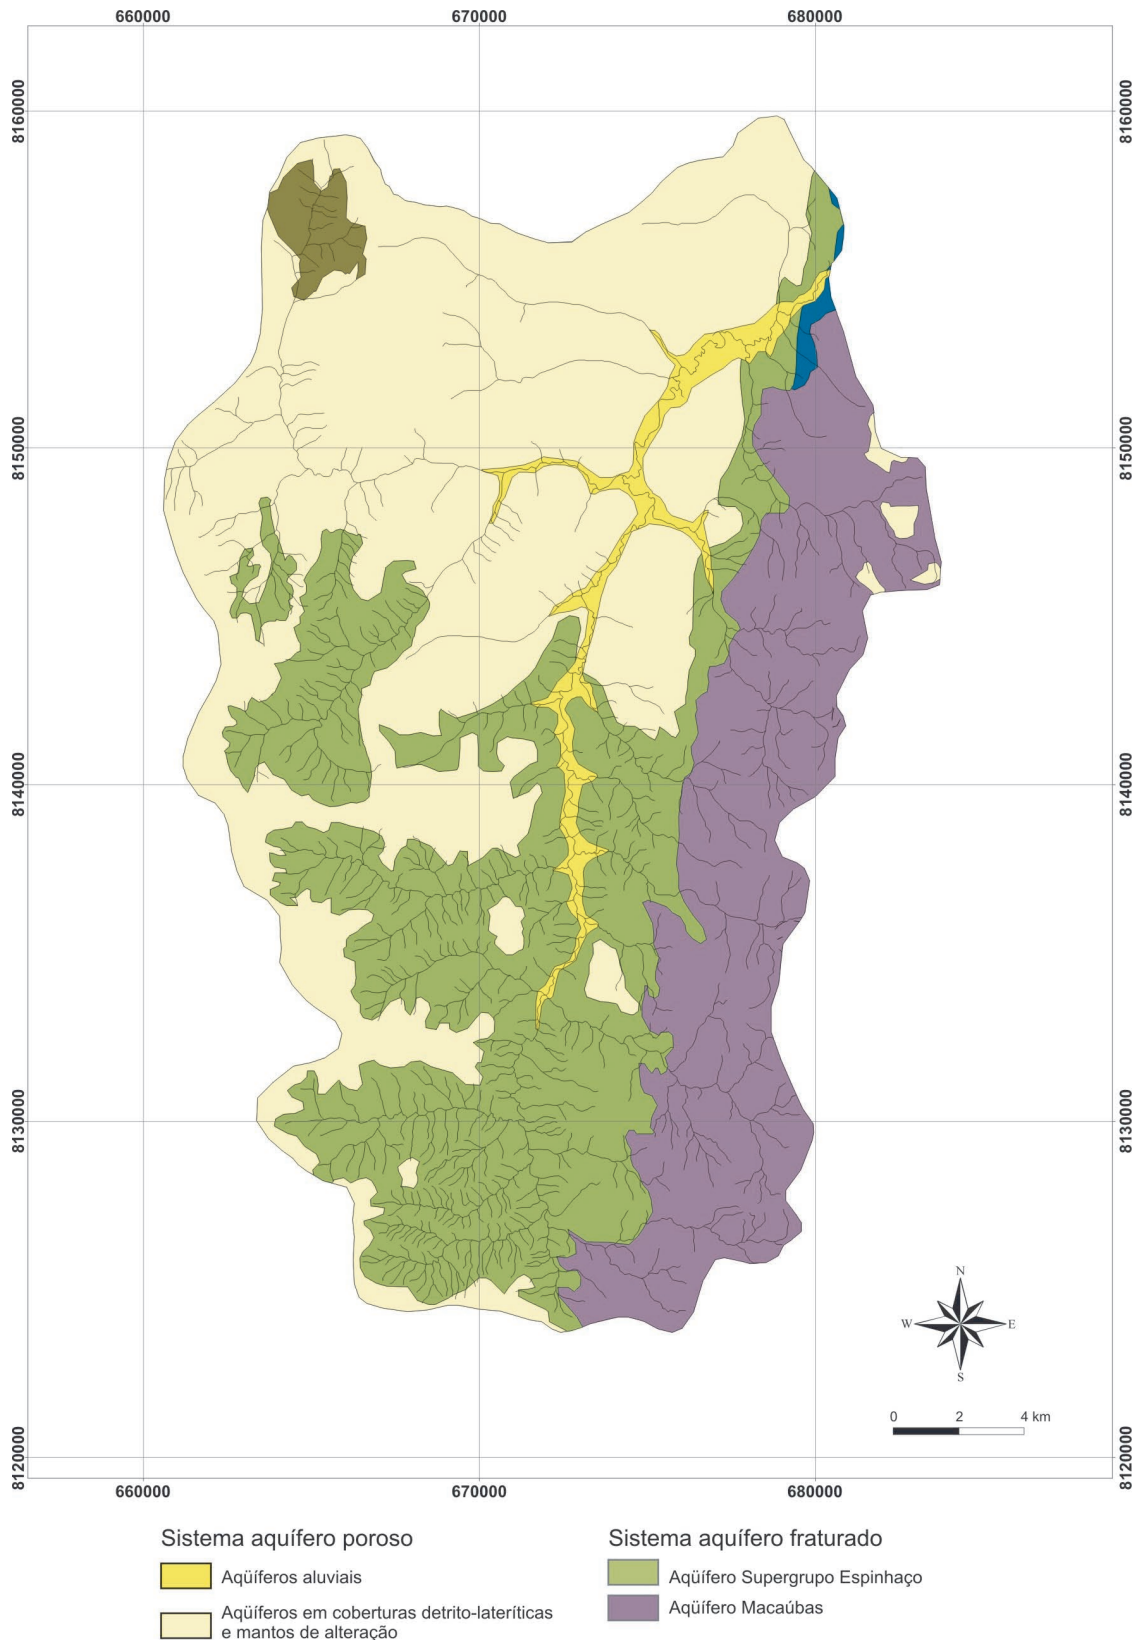 660000 670000 680000
8160000 8160000
8150000 8150000
8140000 8140000
8130000 8130000
8120000 8120000
N
W E
S
0 2 4 km
660000 670000 680000
Sistema aquífero poroso
Aqüíferos aluviais
Aqüíferos em coberturas detrito-lateríticas
e mantos de alteração
Sistema aquífero fraturado
Aqüífero Supergrupo Espinhaço
Aqüífero Macaúbas